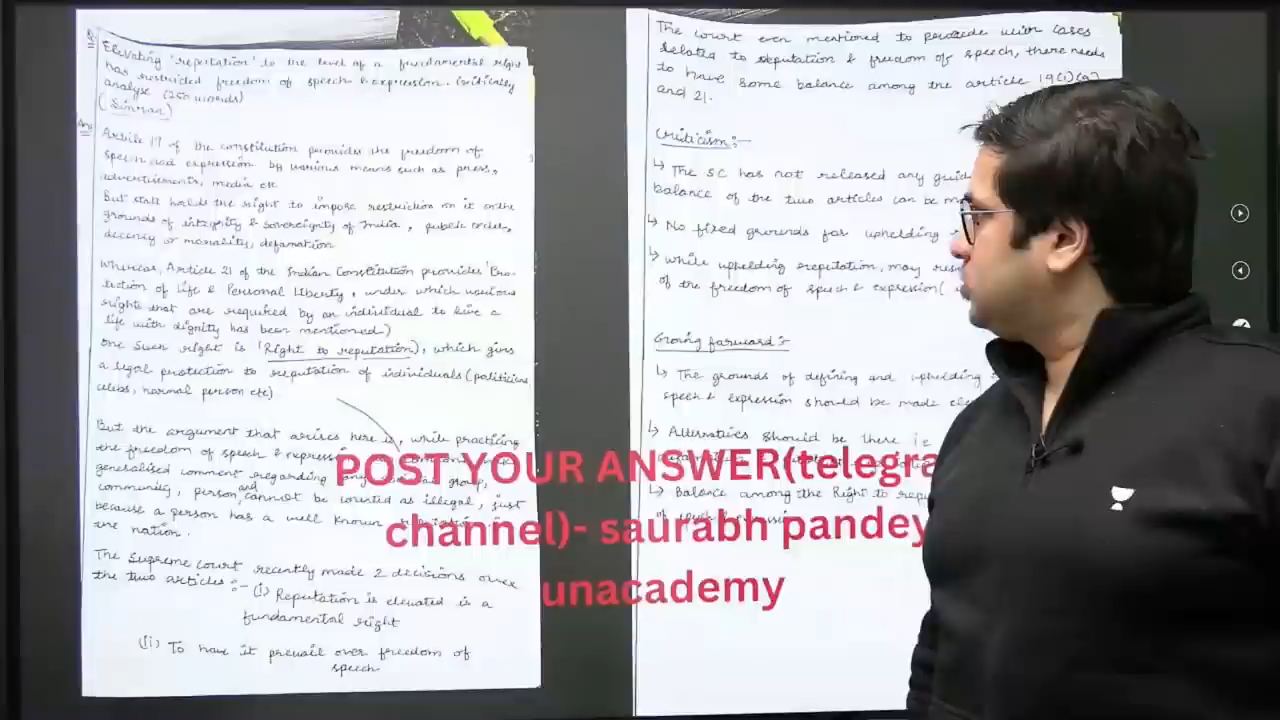 Q.
Elevating 'reputation' to the level of a fundamental right
has restricted freedom of speech & expression. Critically
analyse (250 words)
(Simran)
Ans
Article 19 of the constitution provides the freedom of
speech and expression by various means such as press,
advertisements, media etc
But state holds the right to impose restriction on it on the
grounds of integrity & sovereignty of India, public order,
decency or morality, defamation
Whereas, Article 21 of the Indian Constitution provides 'Pro-
tection of Life & Personal Liberty, under which various
rights that are required by an individual to live a
life with dignity has been mentioned)
One such right is 'Right to reputation), which gives
a legal protection to reputation of individuals (politicians,
celebs, normal person etc)
But the argument that arises here is, while practicing
the freedom of speech & expression
generalised comment regarding any group,
community, person, and cannot be counted as illegal, just
because a person has a well known
the nation.
The Supreme Court recently made 2 decisions over
the two articles :- (i) Reputation is elevated is a
fundamental right
(ii) To have it prevail over freedom of
speech
The court even mentioned to precede with cases
related to reputation & freedom of speech, there needs
to have some balance among the article 19(1)(a)
and 21.
Criticism :-
↳ The SC has not released any guid
balance of the two articles can be m
↳ No fixed grounds for upholding
↳ While upholding reputation, may res
of the freedom of speech & expression (
Going forward :-
↳ The grounds of defining and upholding
speech & expression should be made cle
↳ Alternatives should be there i.e
↳ Balance among the Right to rep
POST YOUR ANSWER(telegra
channel)- saurabh pandey
unacademy